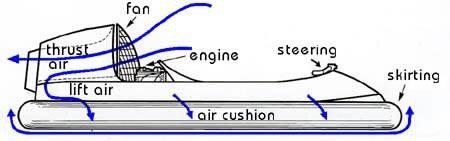 fan
thrust
air
engine
steering
skirting
lift air
air cushion